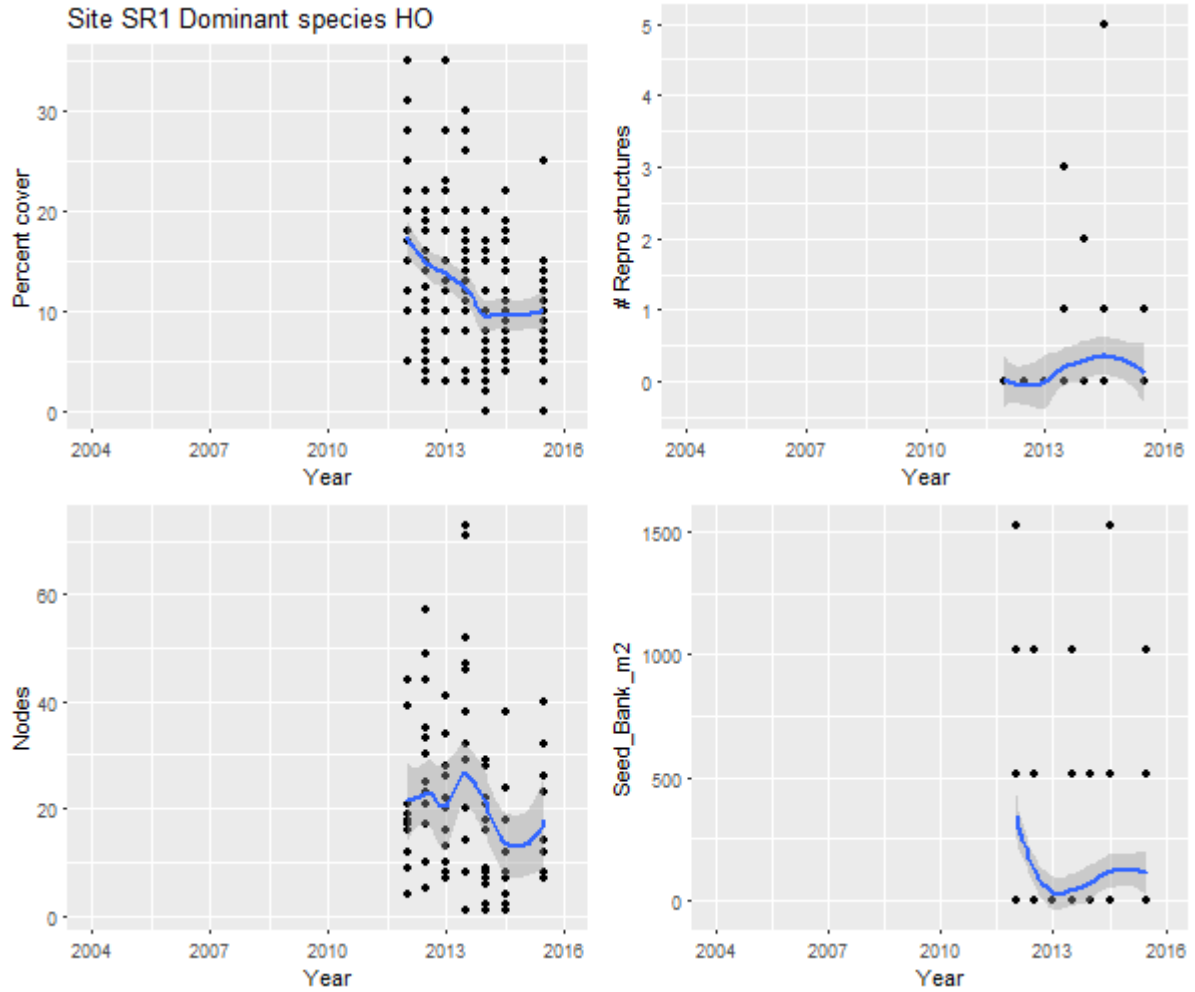 Site SR1 Dominant species HO
Percent cover
30
20
10
0
2004 2007 2010 2013 2016
Year
# Repro structures
5
4
3
2
1
0
2004 2007 2010 2013 2016
Year
Nodes
60
40
20
0
2004 2007 2010 2013 2016
Year
Seed_Bank_m2
1500
1000
500
0
2004 2007 2010 2013 2016
Year